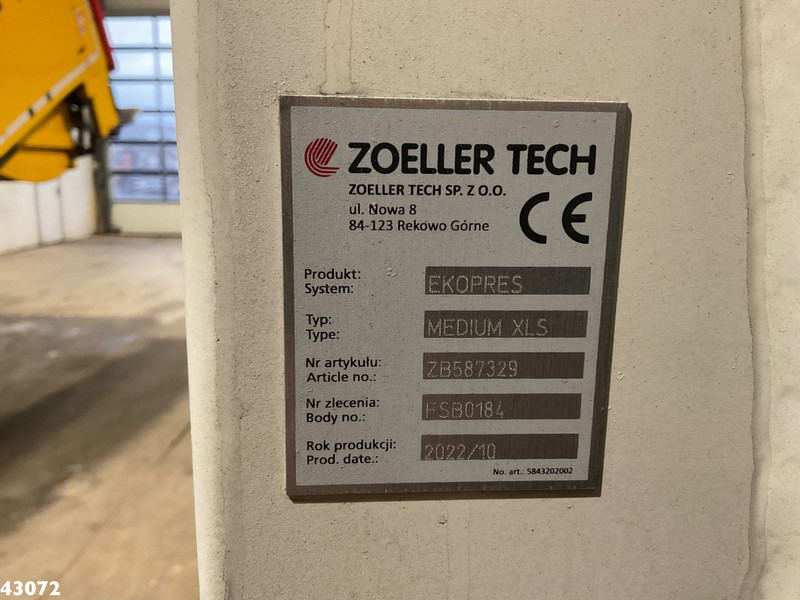 ZOELLER TECH
ZOELLER TECH SP. Z O.O.
ul. Nowa 8
84-123 Rekowo Górne
CE
Produkt:
System: EKOPRES
Typ:
Type: MEDIUM XLS
Nr artykułu:
Article no.: ZB587329
Nr zlecenia:
Body no.: FSB0184
Rok produkcji:
Prod. date.: 2022/10
No. art.: 5843202002
43072